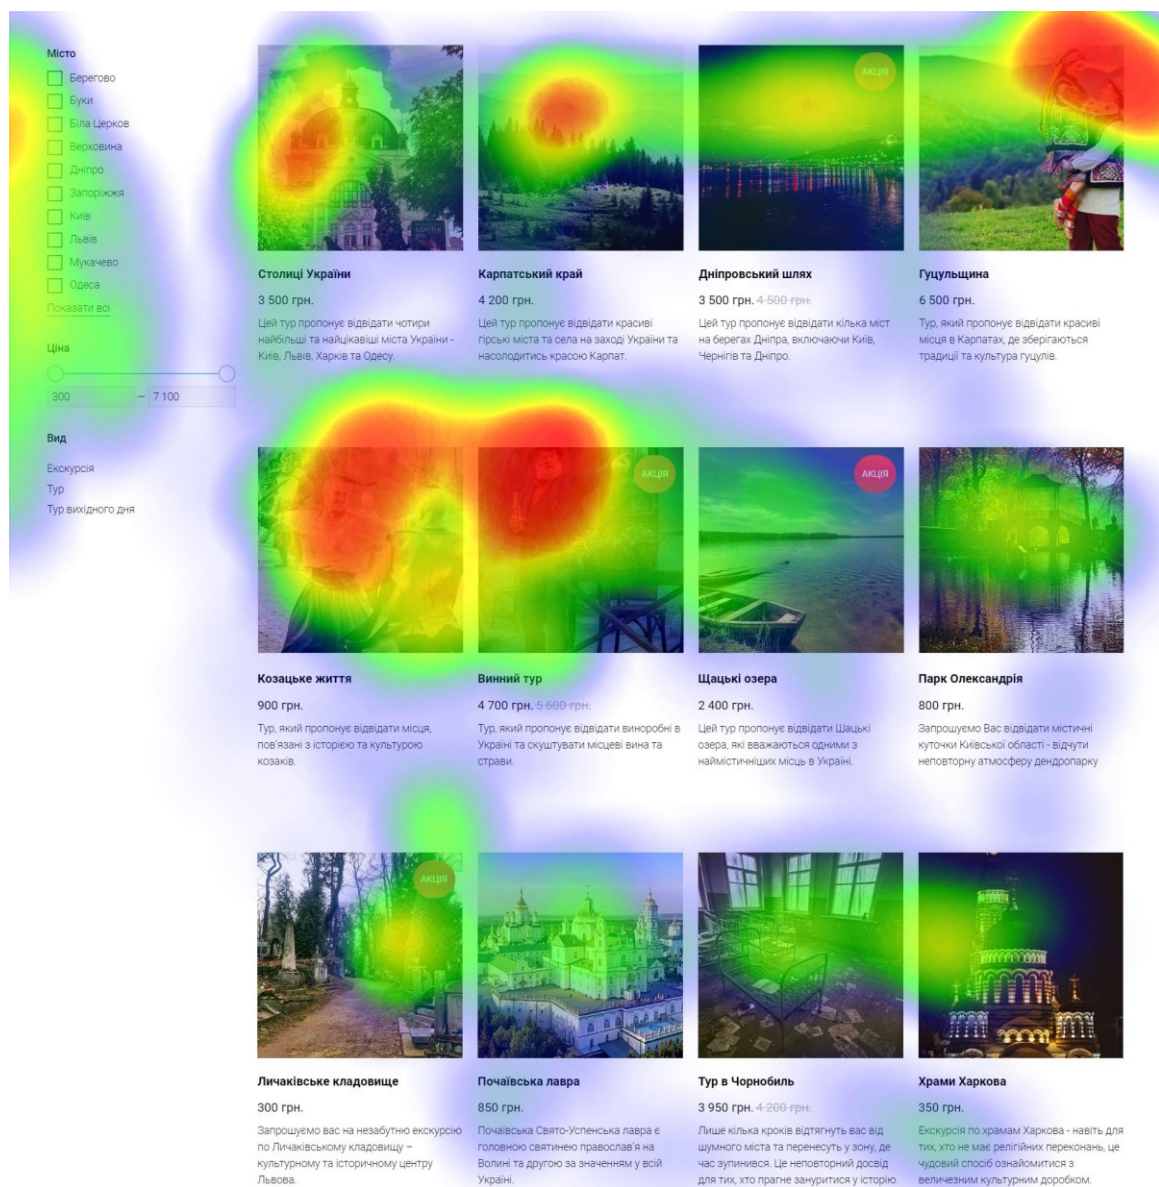 Місто
Берегово
Буки
Біла Церков
Верховина
Дніпро
Запоріжжя
Київ
Львів
Мукачево
Одеса
Показати всі
Ціна
300 – 7 100
Вид
Екскурсія
Тур
Тур вихідного дня
Столиці України
3 500 грн.
Цей тур пропонує відвідати чотири
найбільші та найцікавіші міста України -
Київ, Львів, Харків та Одесу.
Карпатський край
4 200 грн.
Цей тур пропонує відвідати красиві
гірські міста та села на заході України та
насолодитись красою Карпат.
АКЦІЯ
Дніпровський шлях
3 500 грн. 4 500 грн.
Цей тур пропонує відвідати кілька міст
на берегах Дніпра, включаючи Київ,
Чернігів та Дніпро.
Гуцульщина
6 500 грн.
Тур, який пропонує відвідати красиві
місця в Карпатах, де зберігаються
традиції та культура гуцулів.
Козацьке життя
900 грн.
Тур, який пропонує відвідати місця,
пов'язані з історією та культурою
козаків.
АКЦІЯ
Винний тур
4 700 грн. 5 600 грн.
Тур, який пропонує відвідати виноробні в
Україні та скуштувати місцеві вина та
страви.
АКЦІЯ
Щацькі озера
2 400 грн.
Цей тур пропонує відвідати Шацькі
озера, які вважаються одними з
наймістичніших місць в Україні.
Парк Олександрія
800 грн.
Запрошуємо Вас відвідати містичні
куточки Київської області - відчути
неповторну атмосферу дендропарку
АКЦІЯ
Личаківське кладовище
300 грн.
Запрошуємо вас на незабутню екскурсію
по Личаківському кладовищу –
культурному та історичному центру
Львова.
Почаївська лавра
850 грн.
Почаївська Свято-Успенська лавра є
головною святинею православ'я на
Волині та другою за значенням у всій
Україні.
Тур в Чорнобиль
3 950 грн. 4 200 грн.
Лише кілька кроків відтягнуть вас від
шумного міста та перенесуть у зону, де
час зупинився. Це неповторний досвід
для тих, хто прагне зануритися у історію.
Храми Харкова
350 грн.
Екскурсія по храмам Харкова - навіть для
тих, хто не має релігійних переконань, це
чудовий спосіб ознайомитися з
величезним культурним доробком.